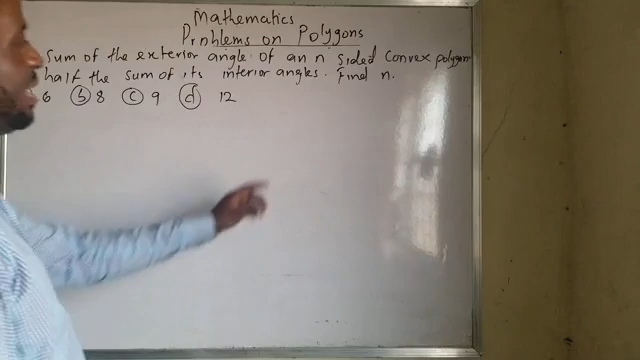 Mathematics
Problems on Polygons
Sum of the exterior angle of an n sided convex polygon
half the sum of its interior angles. Find n.
6 (b) 8 (c) 9 (d) 12